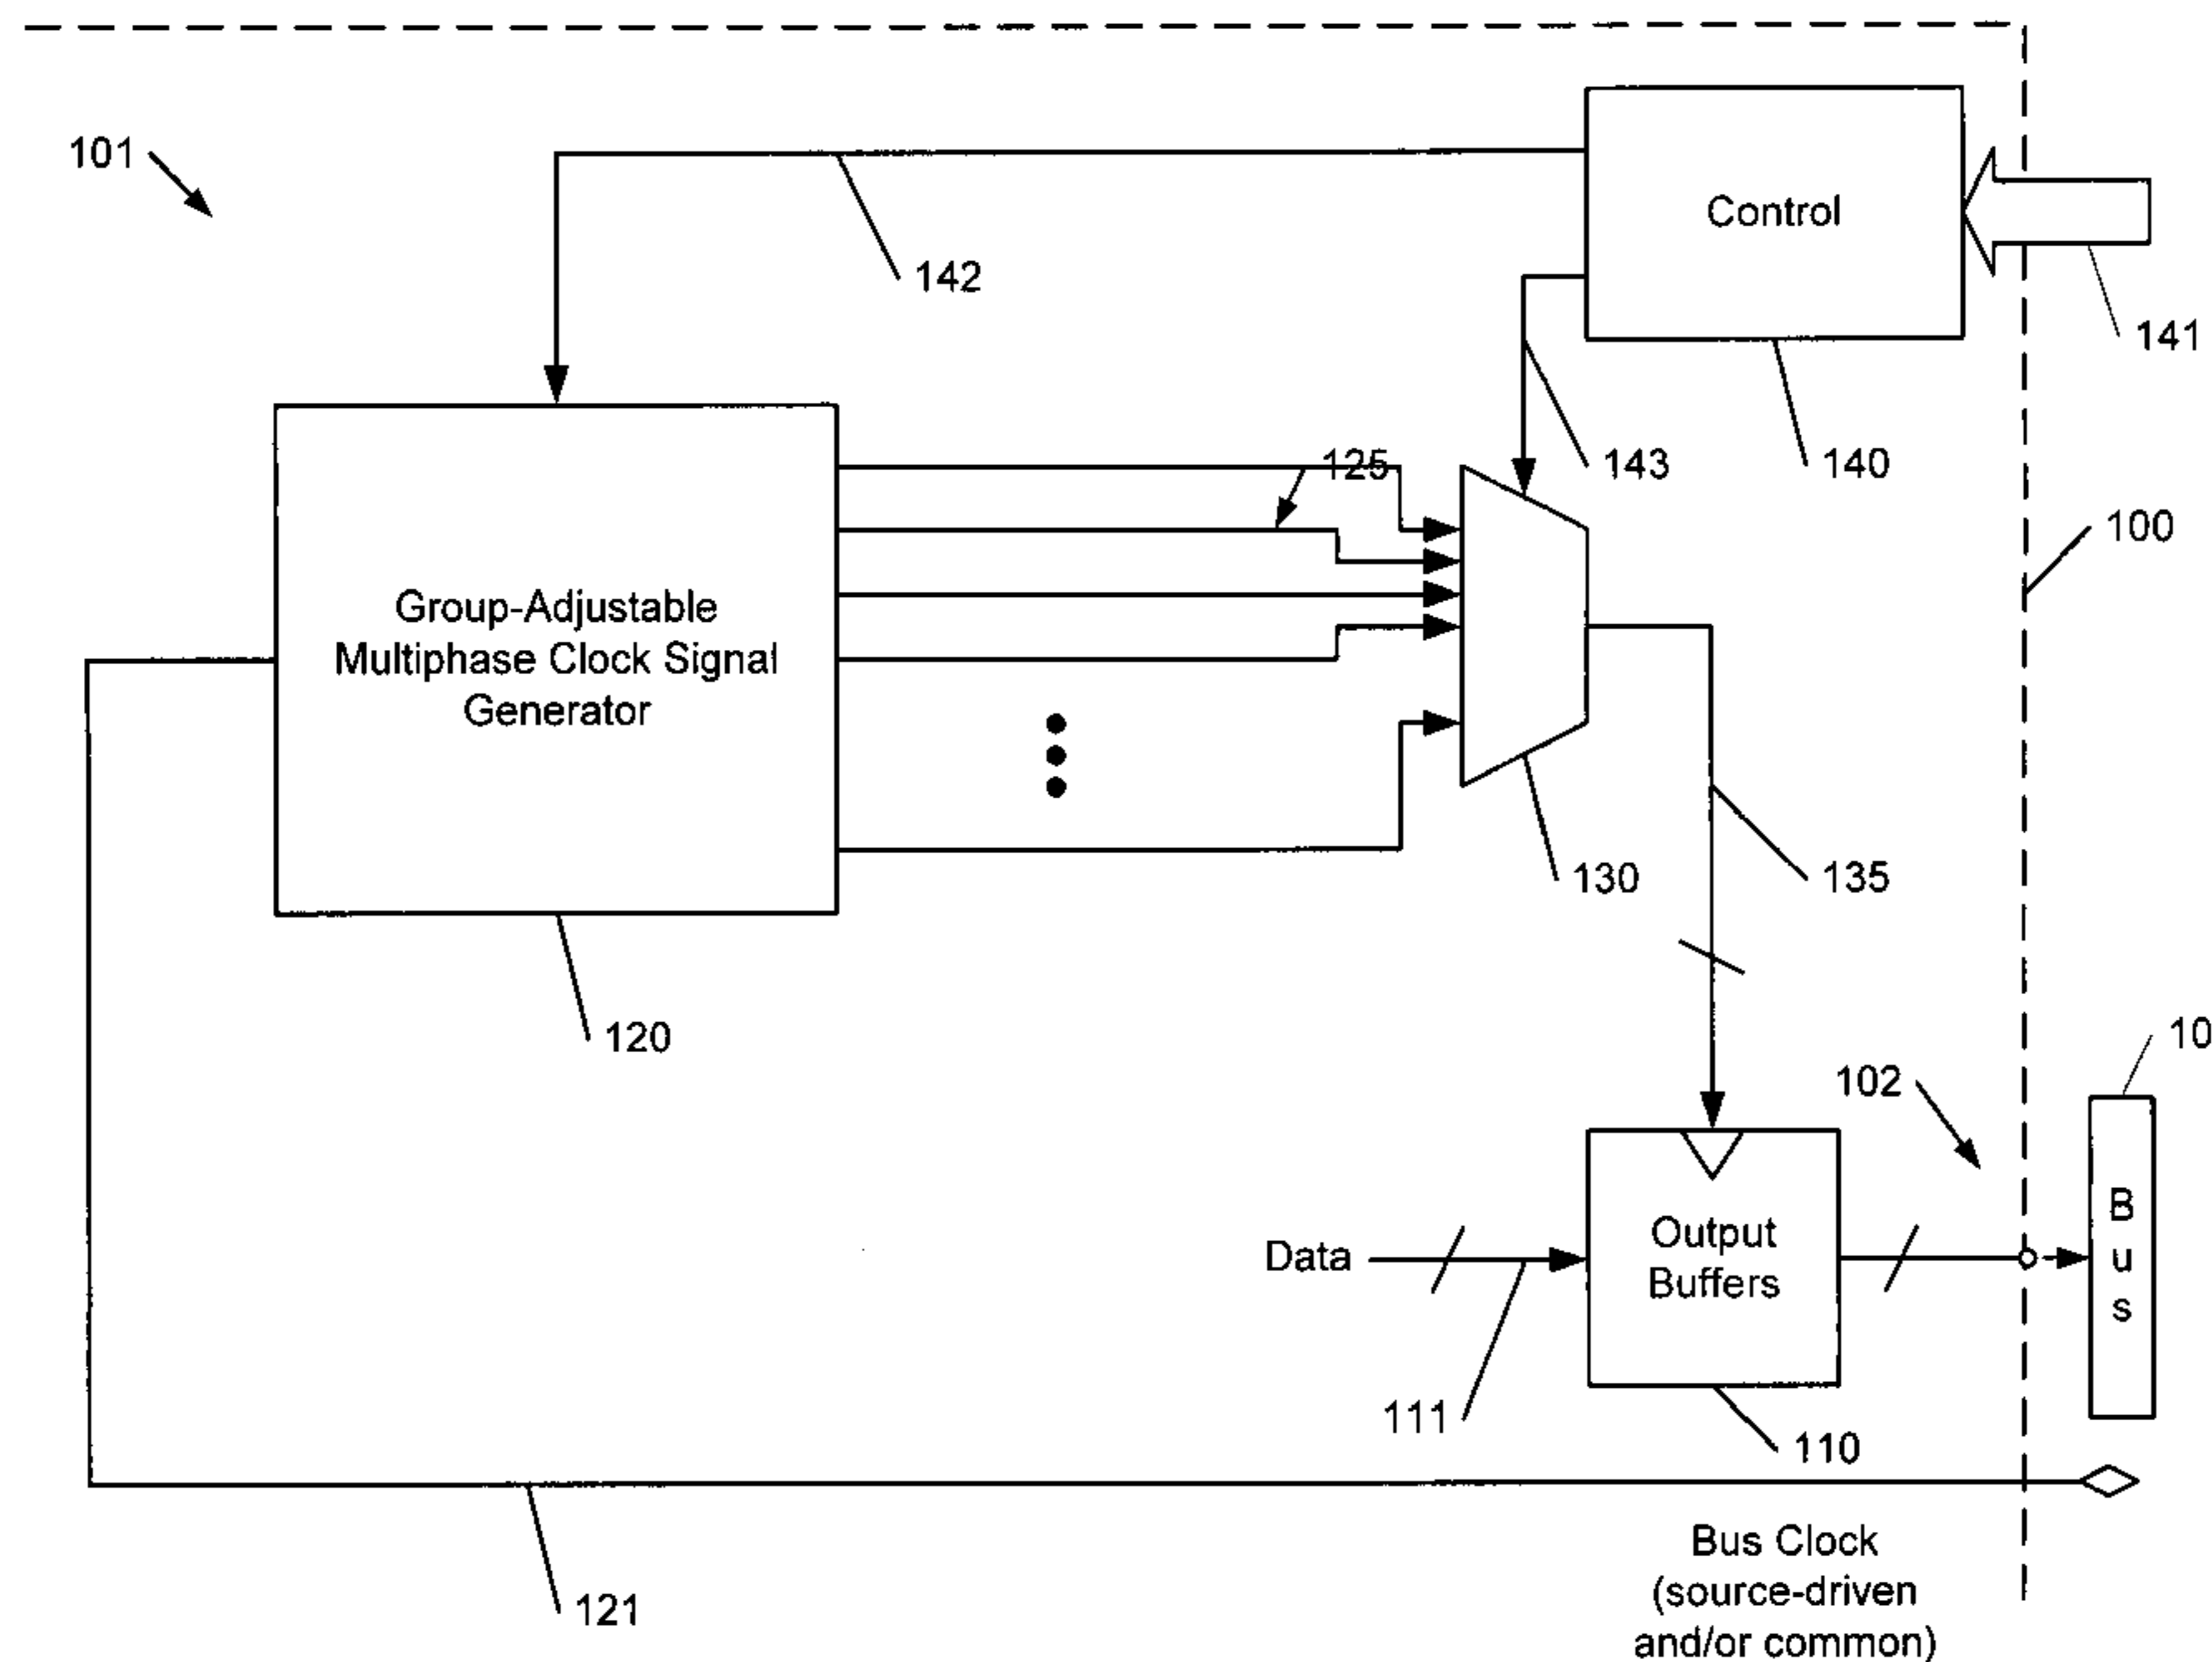 101
Control
142
141
125
143
140
100
Group-Adjustable
Multiphase Clock Signal
Generator
130
135
120
10
102
B
u
s
Data
Output
Buffers
111
110
Bus Clock
(source-driven
and/or common)
121